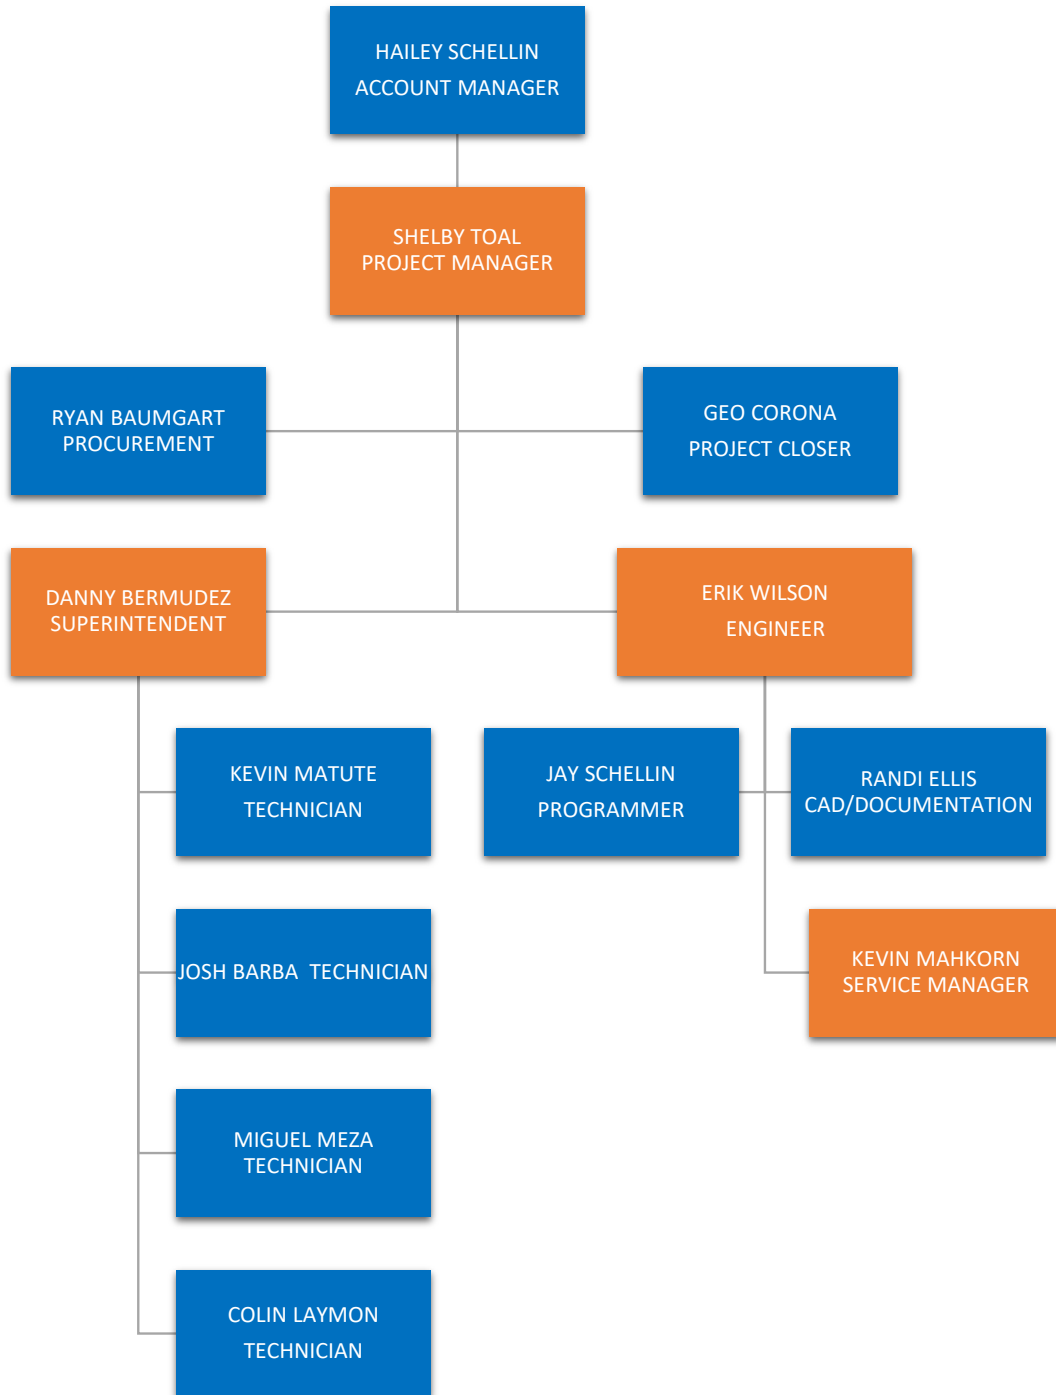 HAILEY SCHELLIN
ACCOUNT MANAGER
SHELBY TOAL
PROJECT MANAGER
RYAN BAUMGART
PROCUREMENT
GEO CORONA
PROJECT CLOSER
DANNY BERMUDEZ
SUPERINTENDENT
ERIK WILSON
ENGINEER
KEVIN MATUTE
TECHNICIAN
JAY SCHELLIN
PROGRAMMER
RANDI ELLIS
CAD/DOCUMENTATION
JOSH BARBA  TECHNICIAN
KEVIN MAHKORN
SERVICE MANAGER
MIGUEL MEZA
TECHNICIAN
COLIN LAYMON
TECHNICIAN